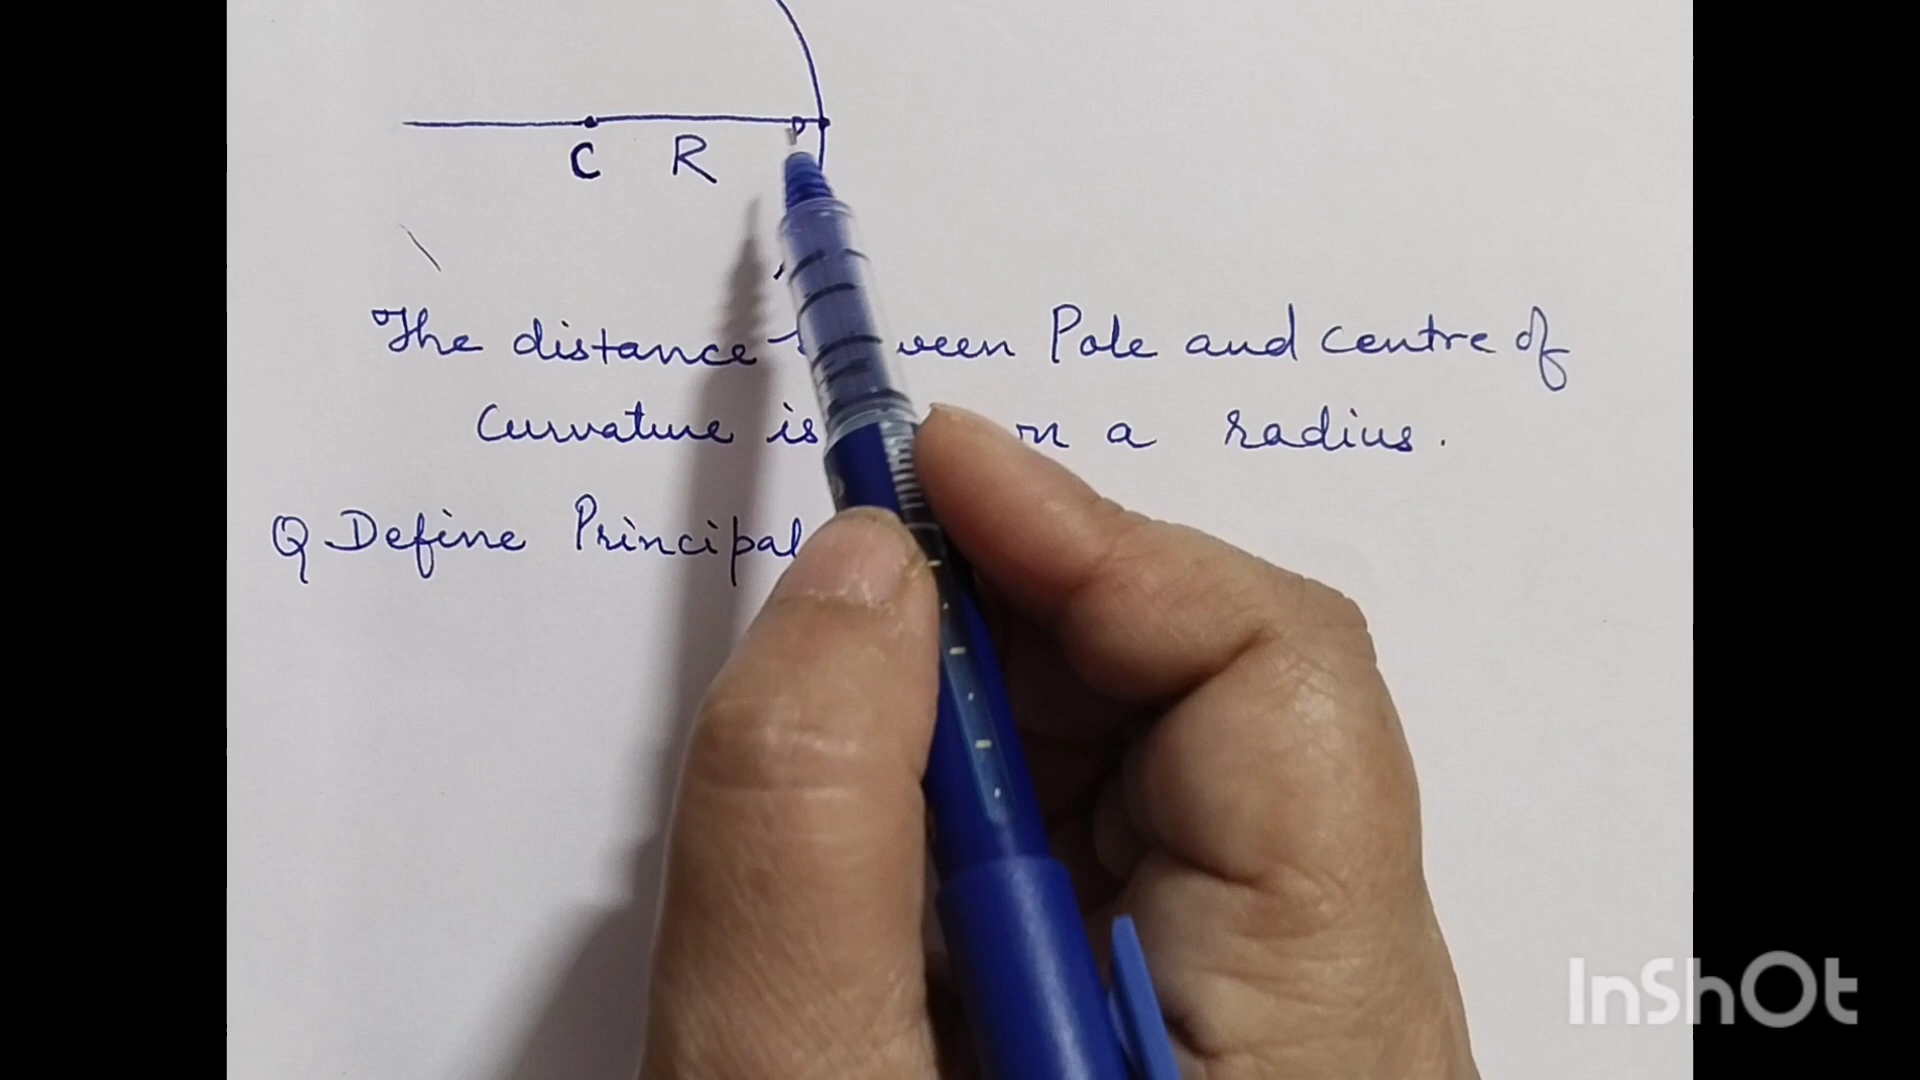 P
C R
The distance ween Pole and centre of
Curvature is a radius.
Q Define Principal
InShOt